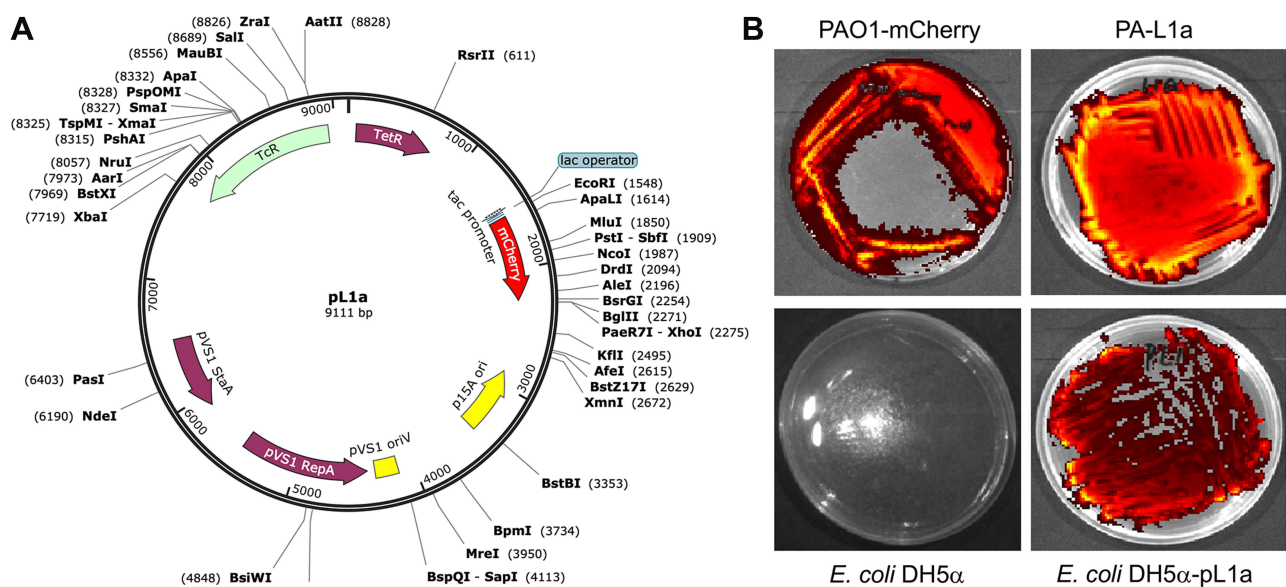 A
(8826) ZraI
AatII (8828)
(8689) SalI
(8556) MauBI
(8332) ApaI
(8328) PspOMI
(8327) SmaI
(8325) TspMI - XmaI
(8315) PshAI
(8057) NruI
(7973) AarI
(7969) BstXI
(7719) XbaI
RsrII (611)
9000
1000
8000
TcR
TetR
lac operator
tac promoter
EcoRI (1548)
ApaLI (1614)
MluI (1850)
PstI - SbfI (1909)
NcoI (1987)
DrdI (2094)
AleI (2196)
BsrGI (2254)
BglII (2271)
PaeR7I - XhoI (2275)
KflI (2495)
AfeI (2615)
BstZ17I (2629)
XmnI (2672)
2000
mCherry
7000
pL1a
9111 bp
pVS1 StaA
(6403) PasI
(6190) NdeI
6000
pVS1 RepA
pVS1 oriV
p15A ori
3000
5000
4000
BstBI (3353)
BpmI (3734)
MreI (3950)
BspQI - SapI (4113)
(4848) BsiWI
B
PAO1-mCherry
PA-L1a
E. coli DH5α
E. coli DH5α-pL1a